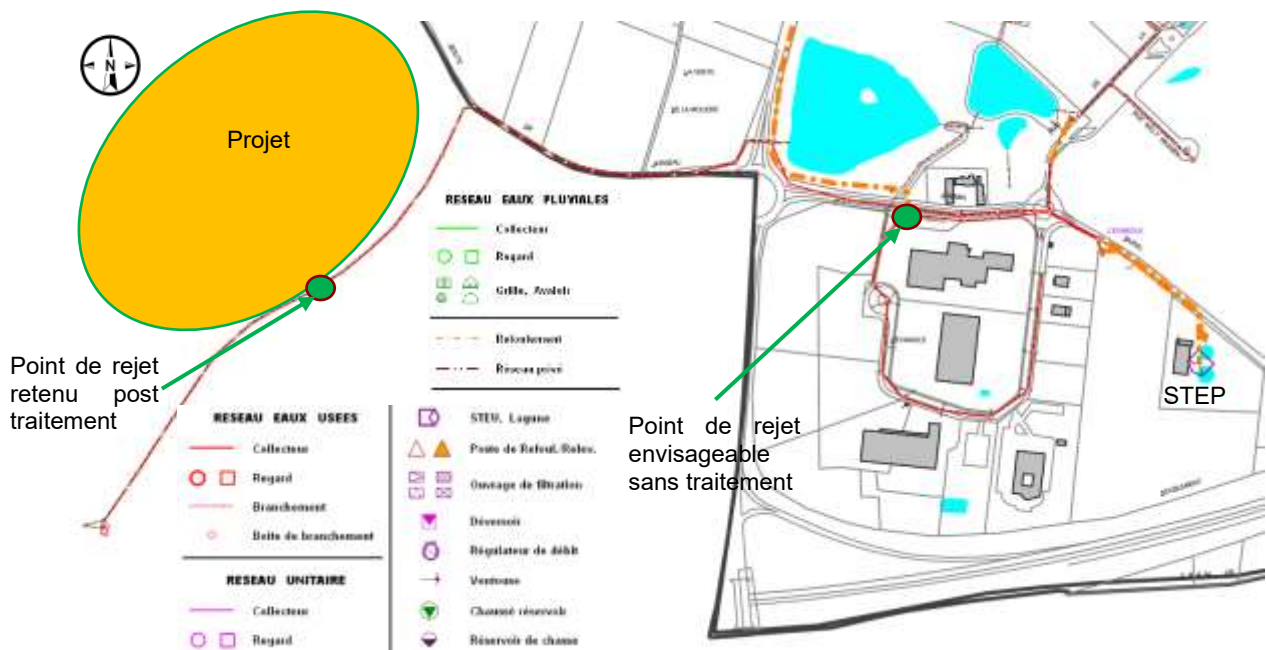 N
Projet
Point de rejet
retenu post
traitement
RESEAU EAUX PLUVIALES
Collecteur
Regard
Grille, Avaloir
Refoulement
Réseau privé
RESEAU EAUX USEES
Collecteur
Regard
Branchement
Boite de branchement
RESEAU UNITAIRE
Collecteur
Regard
STEU, Lagune
Poste de Refoul./Relev.
Ouvrage de filtration
Déversoir
Régulateur de débit
Ventouse
Chaussé réservoir
Réservoir de chasse
Point de rejet
envisageable
sans traitement
STEP